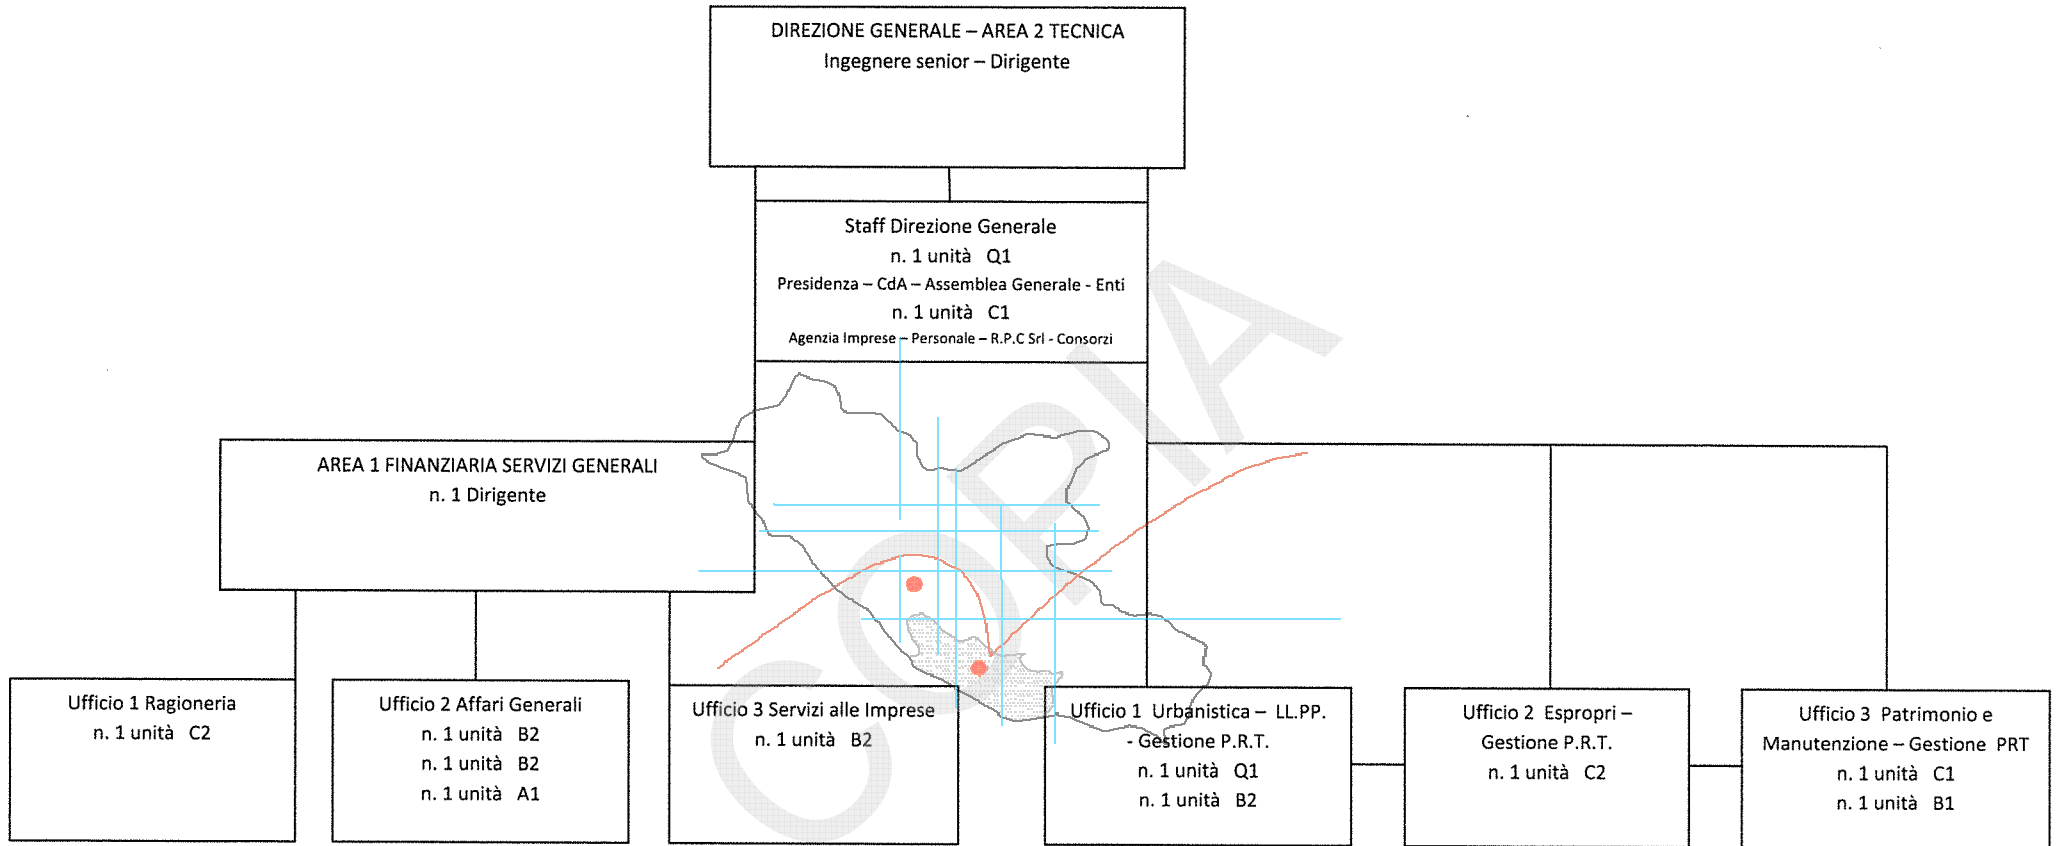 DIREZIONE GENERALE – AREA 2 TECNICA
Ingegnere senior – Dirigente
Staff Direzione Generale
n. 1 unità Q1
Presidenza – CdA – Assemblea Generale - Enti
n. 1 unità C1
Agenzia Imprese – Personale – R.P.C Srl - Consorzi
AREA 1 FINANZIARIA SERVIZI GENERALI
n. 1 Dirigente
Ufficio 1 Ragioneria
n. 1 unità C2
Ufficio 2 Affari Generali
n. 1 unità B2
n. 1 unità B2
n. 1 unità A1
Ufficio 3 Servizi alle Imprese
n. 1 unità B2
Ufficio 1 Urbanistica – LL.PP.
- Gestione P.R.T.
n. 1 unità Q1
n. 1 unità B2
Ufficio 2 Espropri –
Gestione P.R.T.
n. 1 unità C2
Ufficio 3 Patrimonio e
Manutenzione – Gestione PRT
n. 1 unità C1
n. 1 unità B1
COPIA